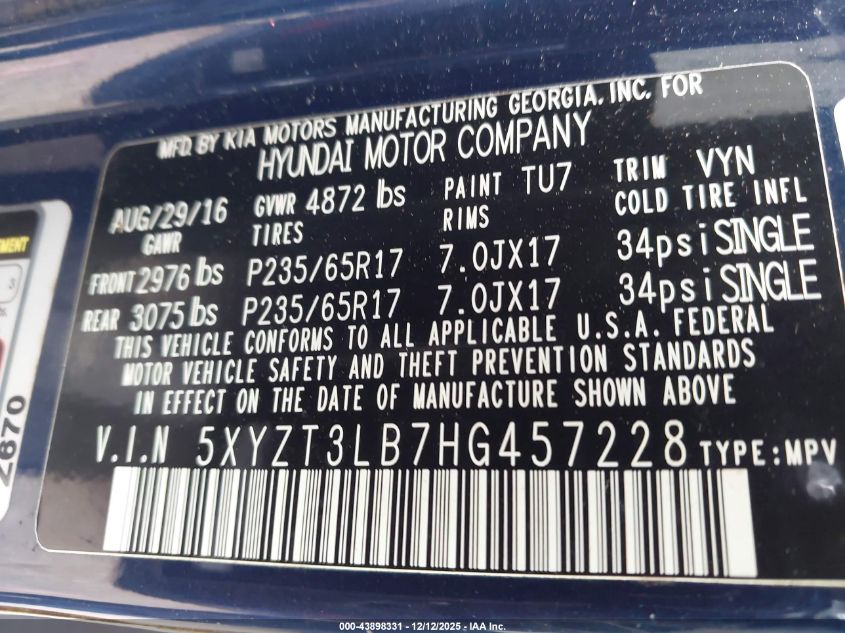 MFD. BY KIA MOTORS MANUFACTURING GEORGIA, INC. FOR
HYUNDAI MOTOR COMPANY
AUG/29/16 GVWR 4872 lbs PAINT TU7 TRIM VYN
GAWR TIRES RIMS COLD TIRE INFL
FRONT 2976 lbs P235/65R17 7.0JX17 34psi SINGLE
REAR 3075 lbs P235/65R17 7.0JX17 34psi SINGLE
THIS VEHICLE CONFORMS TO ALL APPLICABLE U.S.A. FEDERAL
MOTOR VEHICLE SAFETY AND THEFT PREVENTION STANDARDS
IN EFFECT ON THE DATE OF MANUFACTURE SHOWN ABOVE
V.I.N 5XYZT3LB7HG457228 TYPE:MPV
3
2670
000-43898331 - 12/12/2025 - IAA Inc.